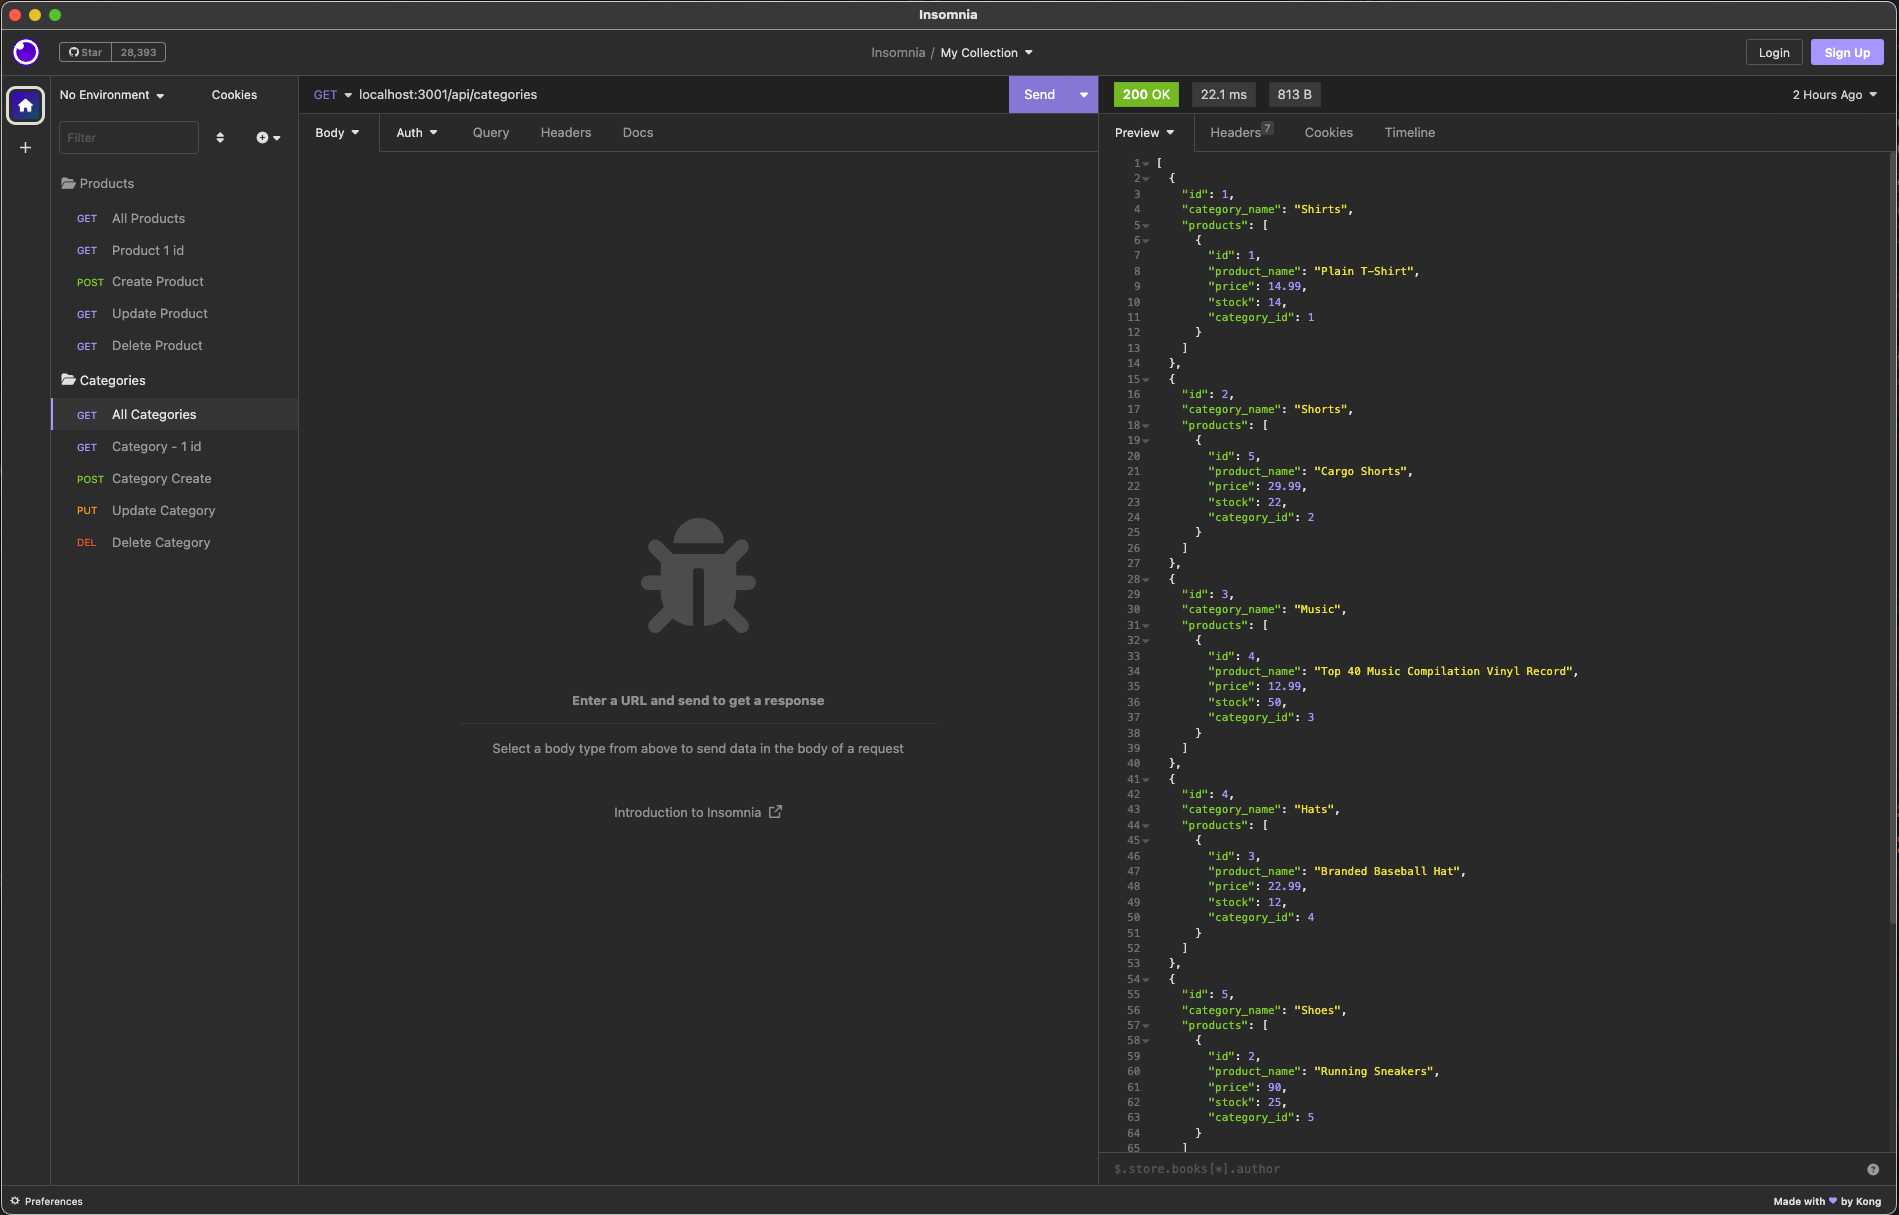 Insomnia
Star 28,393
Insomnia / My Collection
Login
Sign Up
No Environment
Cookies
Filter
Products
GET All Products
GET Product 1 id
POST Create Product
GET Update Product
GET Delete Product
Categories
GET All Categories
GET Category - 1 id
POST Category Create
PUT Update Category
DEL Delete Category
GET localhost:3001/api/categories
Send
Body
Auth
Query
Headers
Docs
Enter a URL and send to get a response
Select a body type from above to send data in the body of a request
Introduction to Insomnia
200 OK
22.1 ms
813 B
2 Hours Ago
Preview
Headers 7
Cookies
Timeline
1 [
2 {
3 "id": 1,
4 "category_name": "Shirts",
5 "products": [
6 {
7 "id": 1,
8 "product_name": "Plain T-Shirt",
9 "price": 14.99,
10 "stock": 14,
11 "category_id": 1
12 }
13 ]
14 },
15 {
16 "id": 2,
17 "category_name": "Shorts",
18 "products": [
19 {
20 "id": 5,
21 "product_name": "Cargo Shorts",
22 "price": 29.99,
23 "stock": 22,
24 "category_id": 2
25 }
26 ]
27 },
28 {
29 "id": 3,
30 "category_name": "Music",
31 "products": [
32 {
33 "id": 4,
34 "product_name": "Top 40 Music Compilation Vinyl Record",
35 "price": 12.99,
36 "stock": 50,
37 "category_id": 3
38 }
39 ]
40 },
41 {
42 "id": 4,
43 "category_name": "Hats",
44 "products": [
45 {
46 "id": 3,
47 "product_name": "Branded Baseball Hat",
48 "price": 22.99,
49 "stock": 12,
50 "category_id": 4
51 }
52 ]
53 },
54 {
55 "id": 5,
56 "category_name": "Shoes",
57 "products": [
58 {
59 "id": 2,
60 "product_name": "Running Sneakers",
61 "price": 90,
62 "stock": 25,
63 "category_id": 5
64 }
65 ]
$.store.books[*].author
?
Preferences
Made with ♥ by Kong